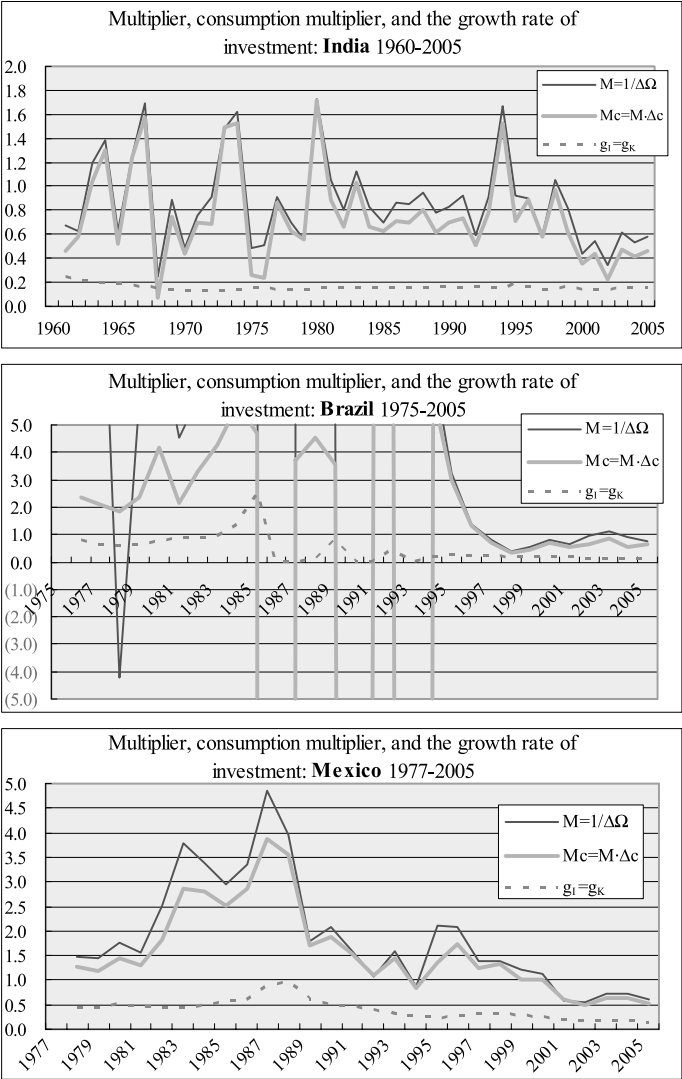 Multiplier, consumption multiplier, and the growth rate of
investment: India 1960-2005
2.0
1.8
1.6
1.4
1.2
1.0
0.8
0.6
0.4
0.2
0.0
M=1/ΔΩ
Mc=M·Δc
gI=gK
1960 1965 1970 1975 1980 1985 1990 1995 2000 2005
Multiplier, consumption multiplier, and the growth rate of
investment: Brazil 1975-2005
5.0
4.0
3.0
2.0
1.0
0.0
(1.0)
(2.0)
(3.0)
(4.0)
(5.0)
M=1/ΔΩ
Mc=M·Δc
gI=gK
1975 1977 1979 1981 1983 1985 1987 1989 1991 1993 1995 1997 1999 2001 2003 2005
Multiplier, consumption multiplier, and the growth rate of
investment: Mexico 1977-2005
5.0
4.5
4.0
3.5
3.0
2.5
2.0
1.5
1.0
0.5
0.0
M=1/ΔΩ
Mc=M·Δc
gI=gK
1977 1979 1981 1983 1985 1987 1989 1991 1993 1995 1997 1999 2001 2003 2005